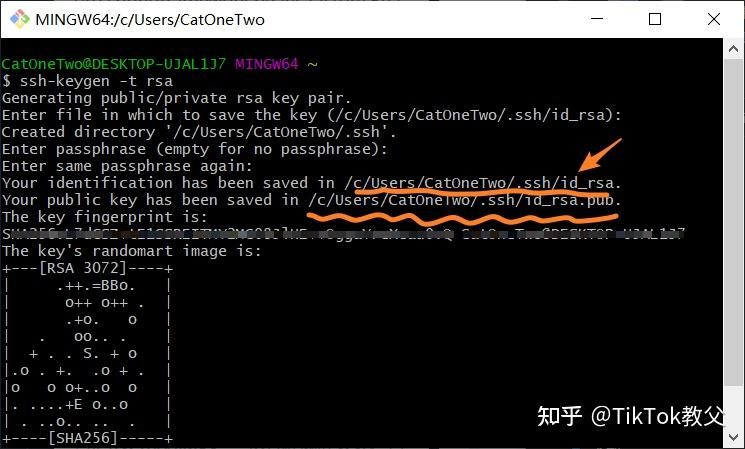 MINGW64:/c/Users/CatOneTwo
CatOneTwo@DESKTOP-UJAL1J7 MINGW64 ~
$ ssh-keygen -t rsa
Generating public/private rsa key pair.
Enter file in which to save the key (/c/Users/CatOneTwo/.ssh/id_rsa):
Created directory '/c/Users/CatOneTwo/.ssh'.
Enter passphrase (empty for no passphrase):
Enter same passphrase again:
Your identification has been saved in /c/Users/CatOneTwo/.ssh/id_rsa.
Your public key has been saved in /c/Users/CatOneTwo/.ssh/id_rsa.pub.
The key fingerprint is:
The key's randomart image is:
+---[RSA 3072]----+
|     .++.=BBo.   |
|      o++ o++ .  |
|      .+o.   o   |
|   .   oo.. .    |
|  + . . S. + o   |
|.o . +.  .o + .  |
|o   o o+..o  o   |
|. ....+E o..o    |
| . ..o.. ..  .   |
+----[SHA256]-----+
知乎 @TikTok教父